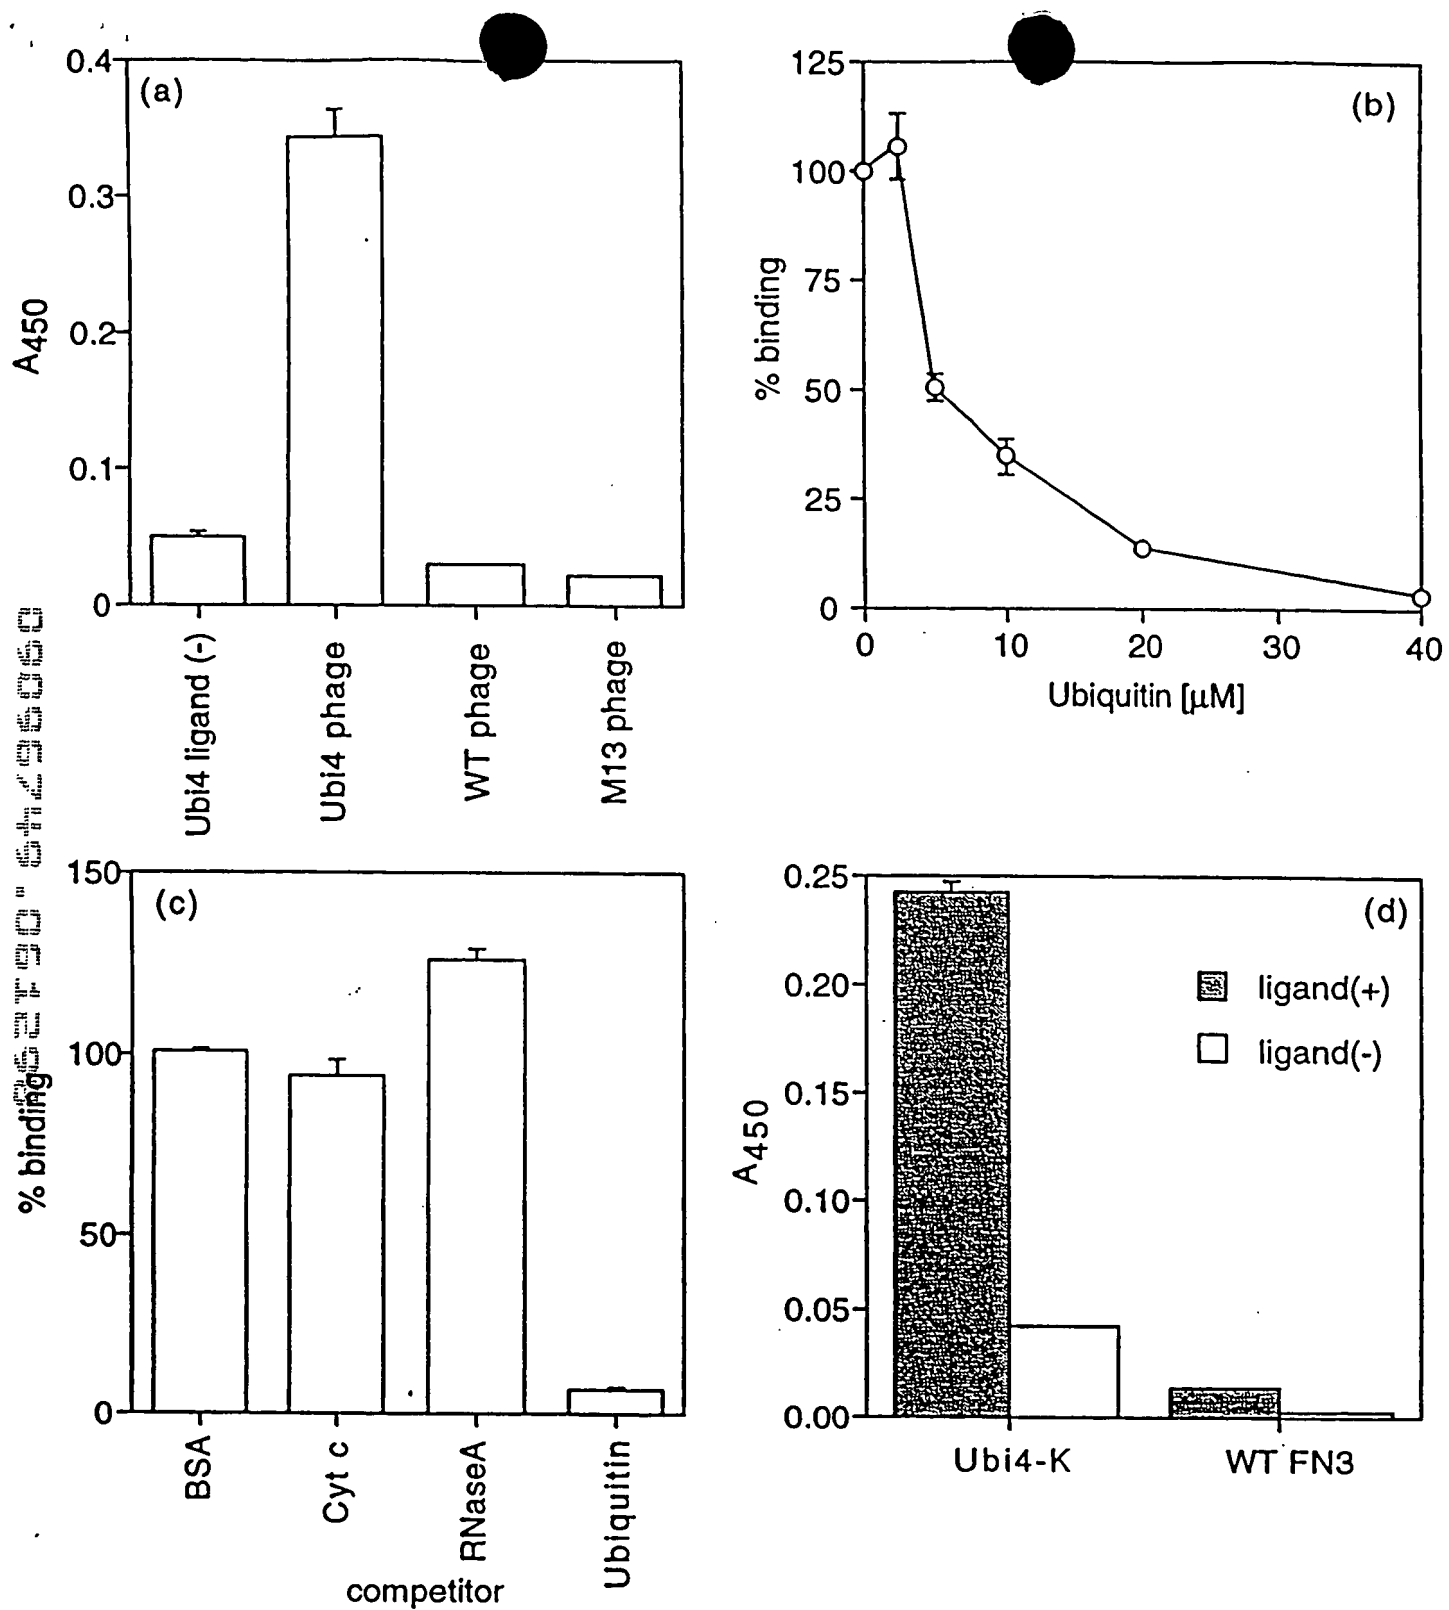 (a)
0.4
0.3
0.2
0.1
0
A450
Ubi4 ligand (-)
Ubi4 phage
WT phage
M13 phage
(b)
125
100
75
50
25
0
% binding
0 10 20 30 40
Ubiquitin [μM]
(c)
150
100
50
0
% binding
BSA
Cyt c
RNaseA
Ubiquitin
competitor
(d)
0.25
0.20
0.15
0.10
0.05
0.00
A450
ligand(+)
ligand(-)
Ubi4-K
WT FN3